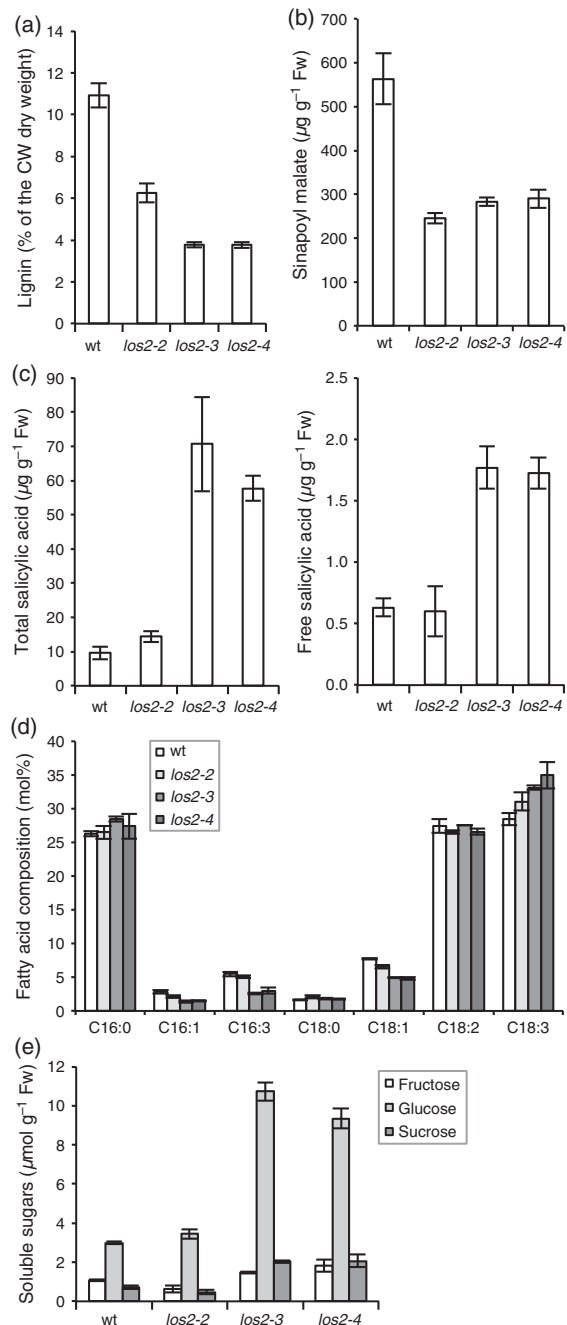 (a)
14
12
10
8
6
4
2
0
Lignin (% of the CW dry weight)
wt los2-2 los2-3 los2-4
(b)
700
600
500
400
300
200
100
0
Sinapoyl malate (µg g⁻¹ Fw)
wt los2-2 los2-3 los2-4
(c)
90
80
70
60
50
40
30
20
10
0
Total salicylic acid (µg g⁻¹ Fw)
wt los2-2 los2-3 los2-4
2.5
2.0
1.5
1.0
0.5
0.0
Free salicylic acid (µg g⁻¹ Fw)
wt los2-2 los2-3 los2-4
(d)
40
35
30
25
20
15
10
5
0
Fatty acid composition (mol%)
wt
los2-2
los2-3
los2-4
C16:0 C16:1 C16:3 C18:0 C18:1 C18:2 C18:3
(e)
12
10
8
6
4
2
0
Soluble sugars (µmol g⁻¹ Fw)
Fructose
Glucose
Sucrose
wt los2-2 los2-3 los2-4